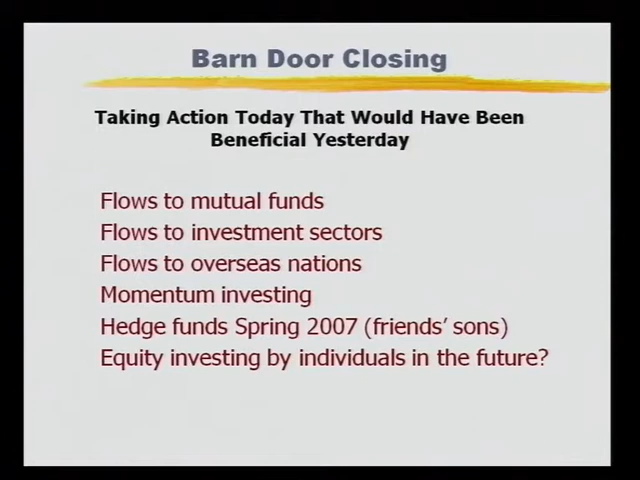 Barn Door Closing
Taking Action Today That Would Have Been
Beneficial Yesterday
Flows to mutual funds
Flows to investment sectors
Flows to overseas nations
Momentum investing
Hedge funds Spring 2007 (friends' sons)
Equity investing by individuals in the future?